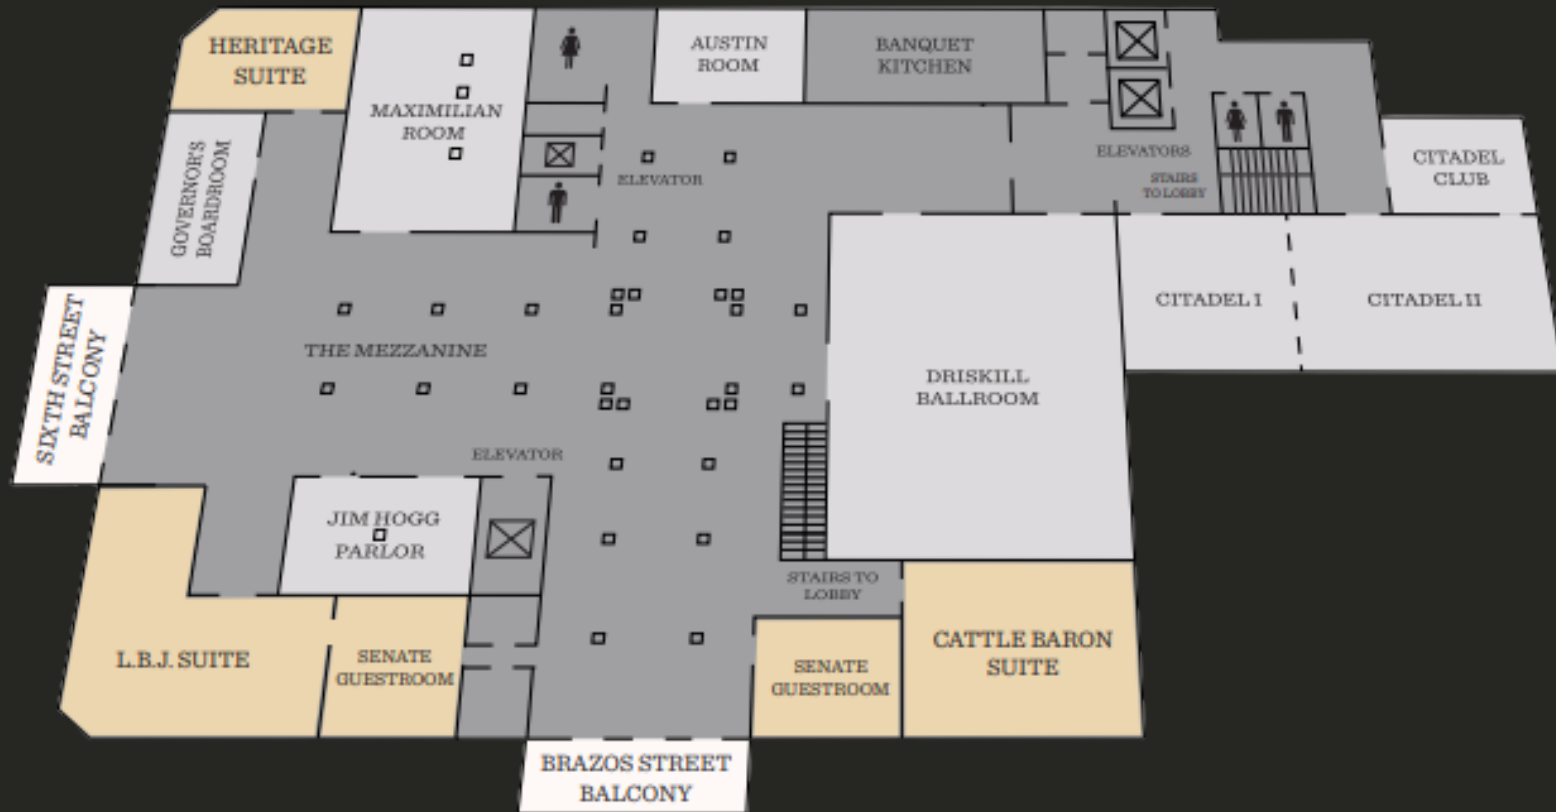 HERITAGE
SUITE
MAXIMILIAN
ROOM
AUSTIN
ROOM
BANQUET
KITCHEN
GOVERNOR'S
BOARDROOM
ELEVATOR
ELEVATORS
STAIRS
TO LOBBY
CITADEL
CLUB
CITADEL I
CITADEL II
SIXTH STREET
BALCONY
THE MEZZANINE
DRISKILL
BALLROOM
ELEVATOR
JIM HOGG
PARLOR
STAIRS TO
LOBBY
L.B.J. SUITE
SENATE
GUESTROOM
SENATE
GUESTROOM
CATTLE BARON
SUITE
BRAZOS STREET
BALCONY